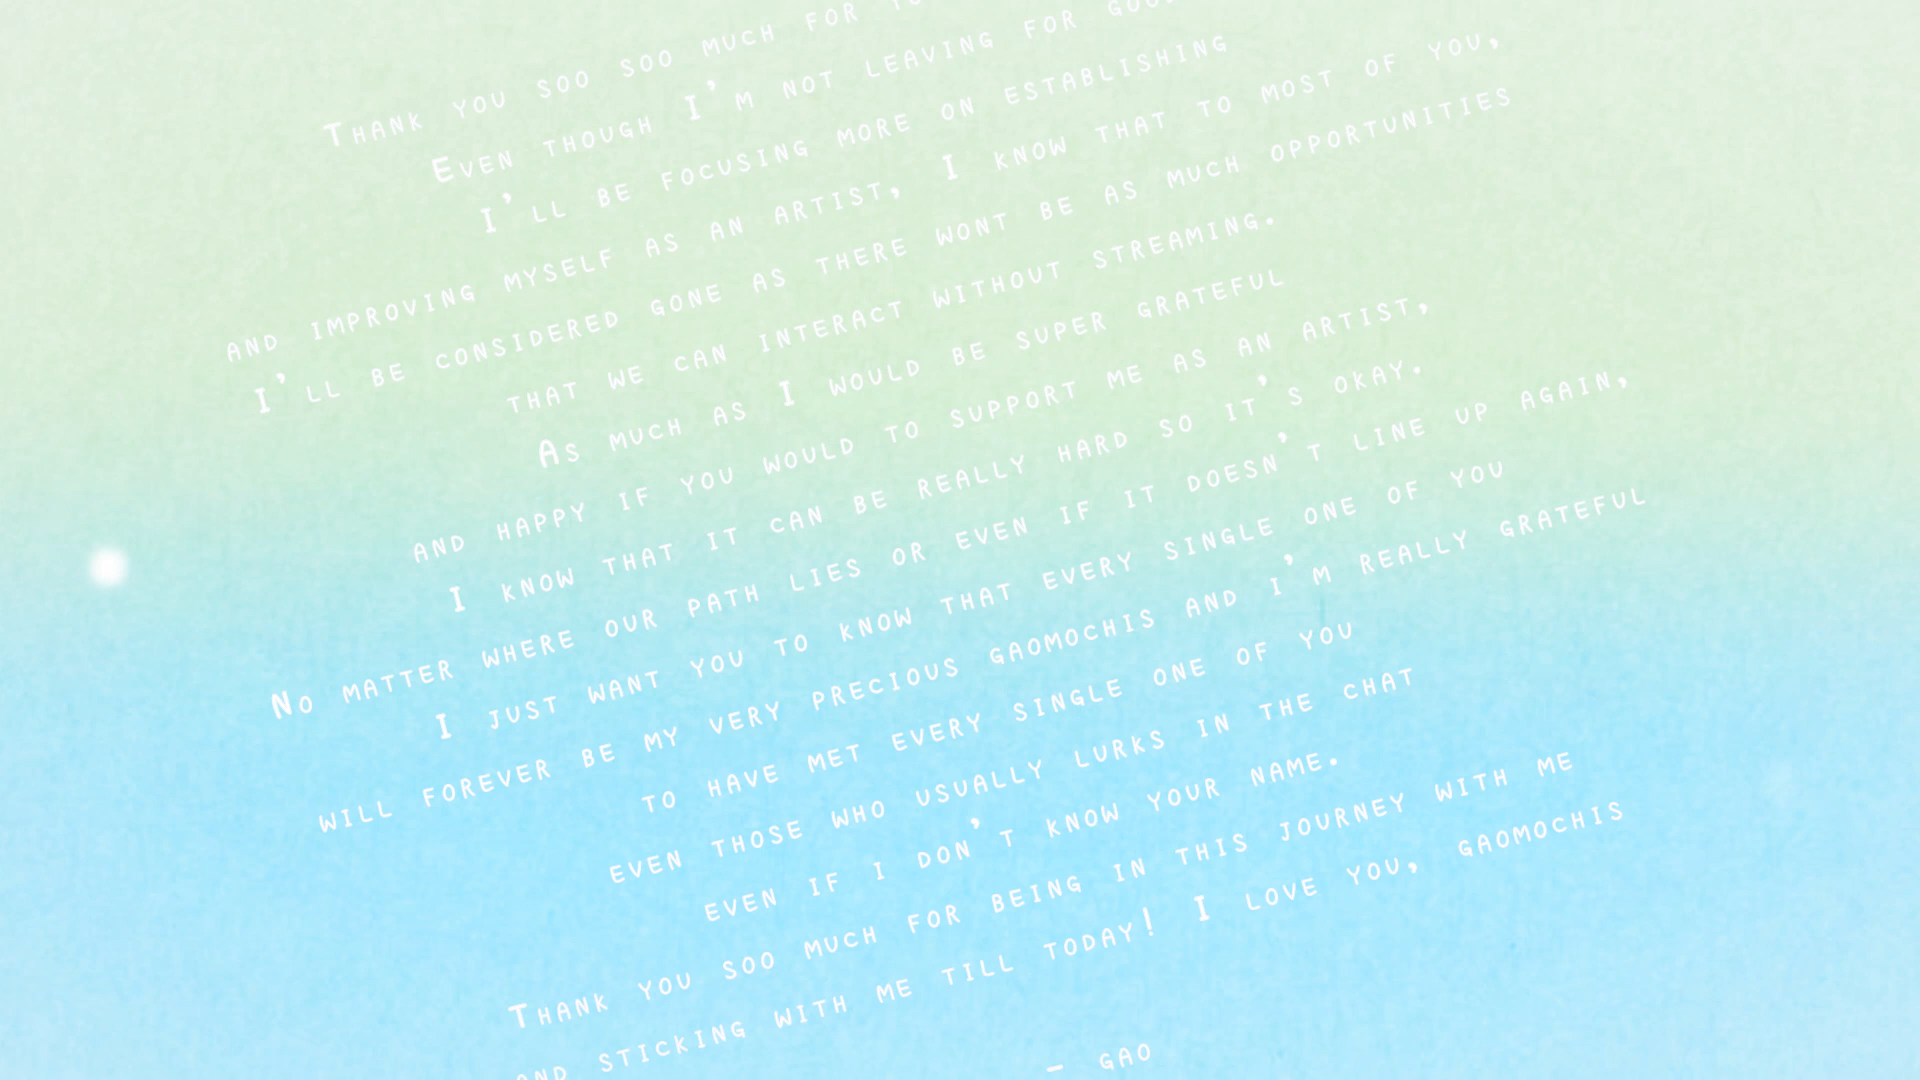 Thank you soo soo much for
Even though I'm not leaving for
I'll be focusing more on establishing
and improving myself as an artist, I know that to most of you,
I'll be considered gone as there wont be as much opportunities
that we can interact without streaming.
As much as I would be super grateful
and happy if you would to support me as an artist,
I know that it can be really hard so it's okay.
No matter where our path lies or even if it doesn't line up again,
I just want you to know that every single one of you
will forever be my very precious gaomochis and i'm really grateful
to have met every single one of you
even those who usually lurks in the chat
even if i don't know your name.
Thank you soo much for being in this journey with me
and sticking with me till today! I love you, gaomochis
– gao